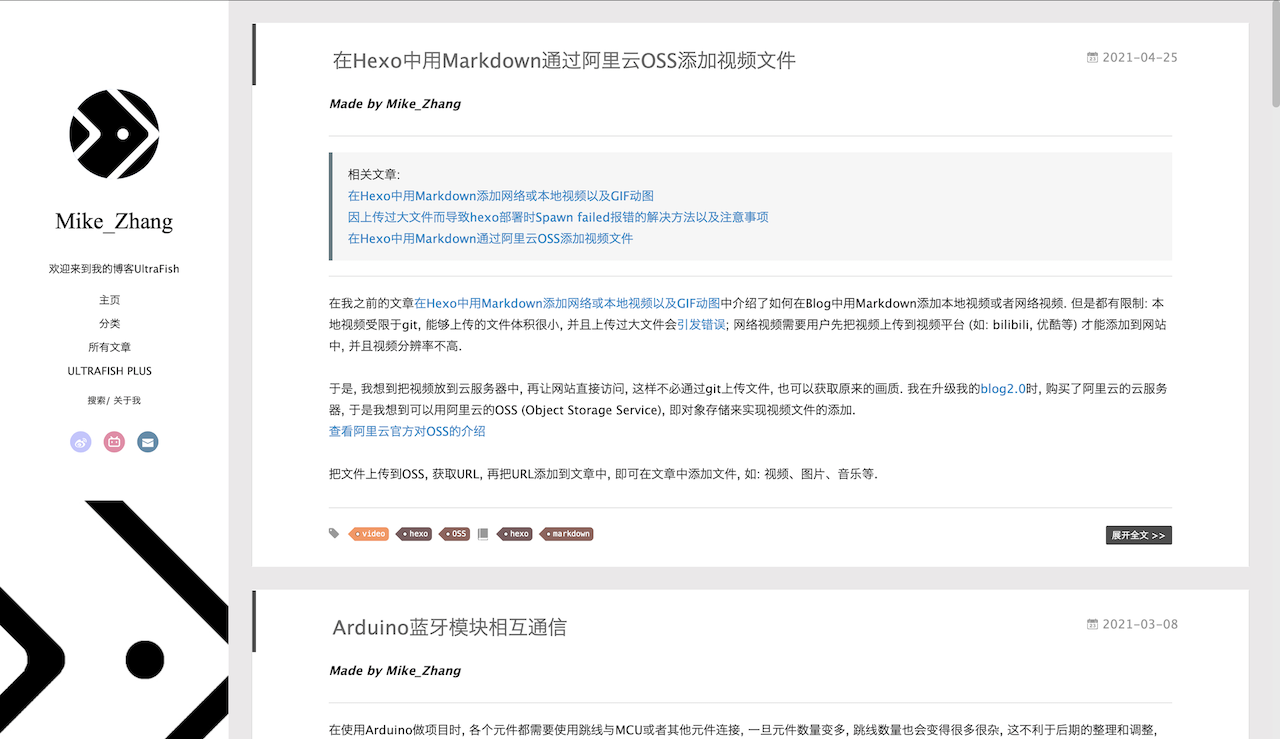 Mike_Zhang
欢迎来到我的博客UltraFish
主页
分类
所有文章
ULTRAFISH PLUS
搜索/ 关于我
在Hexo中用Markdown通过阿里云OSS添加视频文件
2021-04-25
Made by Mike_Zhang
相关文章:
在Hexo中用Markdown添加网络或本地视频以及GIF动图
因上传过大文件而导致hexo部署时Spawn failed报错的解决方法以及注意事项
在Hexo中用Markdown通过阿里云OSS添加视频文件
在我之前的文章在Hexo中用Markdown添加网络或本地视频以及GIF动图中介绍了如何在Blog中用Markdown添加本地视频或者网络视频. 但是都有限制: 本
地视频受限于git, 能够上传的文件体积很小, 并且上传过大文件会引发错误; 网络视频需要用户先把视频上传到视频平台 (如: bilibili, 优酷等) 才能添加到网站
中, 并且视频分辨率不高.
于是, 我想到把视频放到云服务器中, 再让网站直接访问, 这样不必通过git上传文件, 也可以获取原来的画质. 我在升级我的blog2.0时, 购买了阿里云的云服务
器, 于是我想到可以用阿里云的OSS (Object Storage Service), 即对象存储来实现视频文件的添加.
查看阿里云官方对OSS的介绍
把文件上传到OSS, 获取URL, 再把URL添加到文章中, 即可在文章中添加文件, 如: 视频、图片、音乐等.
video hexo OSS hexo markdown
展开全文 >>
Arduino蓝牙模块相互通信
2021-03-08
Made by Mike_Zhang
在使用Arduino做项目时, 各个元件都需要使用跳线与MCU或者其他元件连接, 一旦元件数量变多, 跳线数量也会变得很多很杂, 这不利于后期的整理和调整,